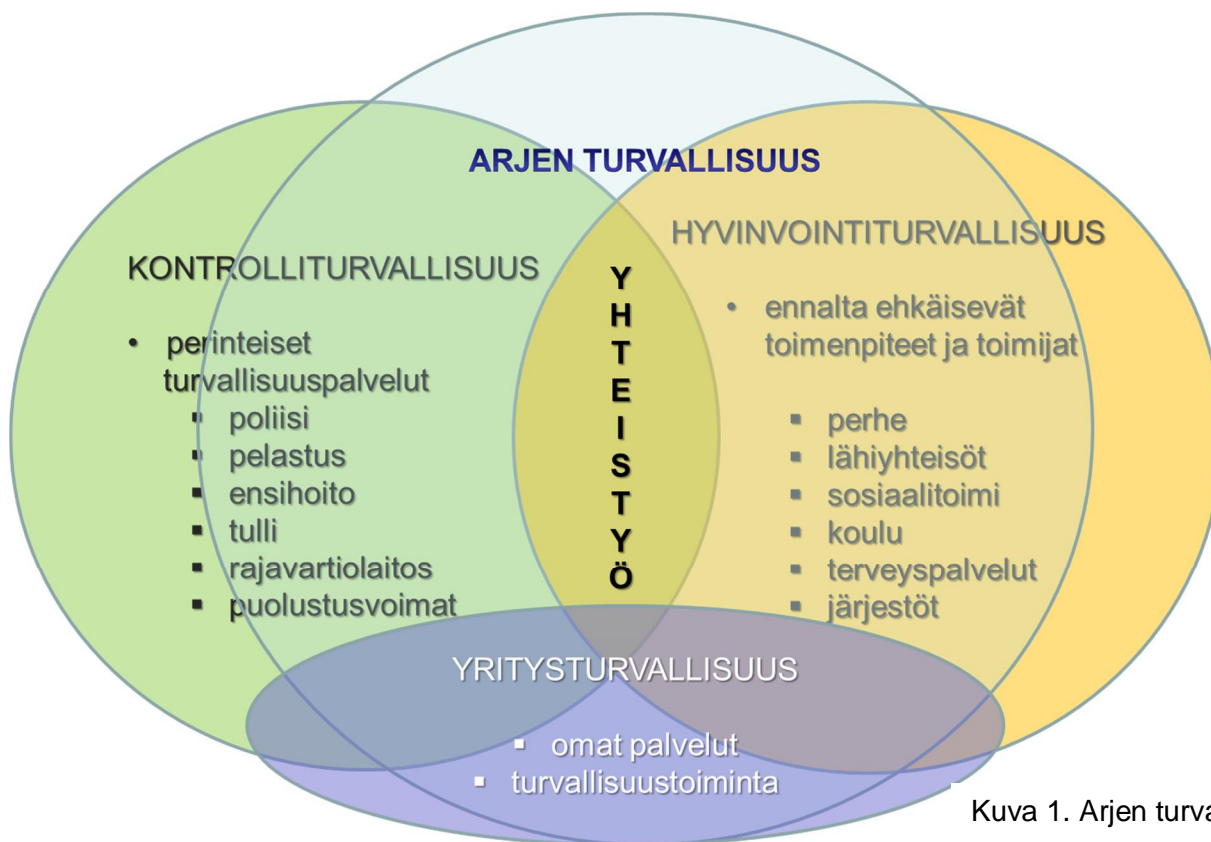 ARJEN TURVALLISUUS
KONTROLLITURVALLISUUS
• perinteiset
turvallisuuspalvelut
▪ poliisi
▪ pelastus
▪ ensihoito
▪ tulli
▪ rajavartiolaitos
▪ puolustusvoimat
YHTEISTYÖ
HYVINVOINTITURVALLISUUS
• ennalta ehkäisevät
toimenpiteet ja toimijat
▪ perhe
▪ lähiyhteisöt
▪ sosiaalitoimi
▪ koulu
▪ terveyspalvelut
▪ järjestöt
YRITYSTURVALLISUUS
▪ omat palvelut
▪ turvallisuustoiminta
Kuva 1. Arjen turva